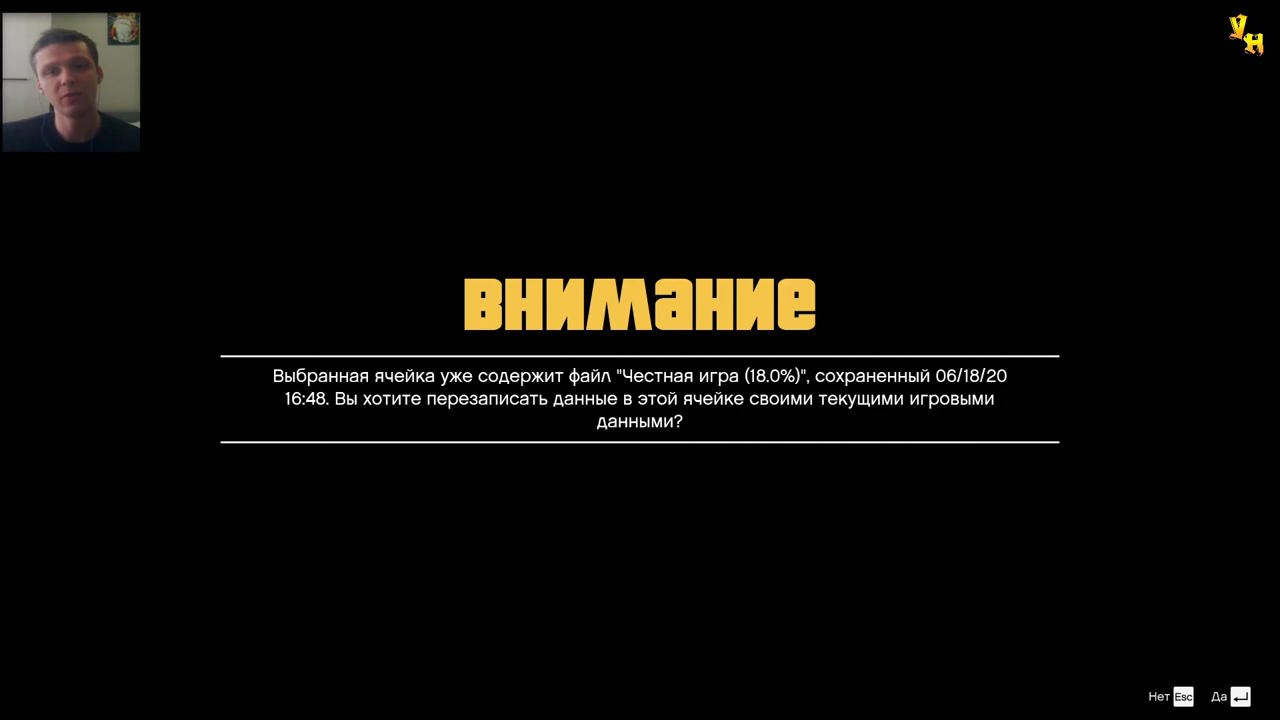 УН
внимание
Выбранная ячейка уже содержит файл "Честная игра (18.0%)", сохраненный 06/18/20
16:48. Вы хотите перезаписать данные в этой ячейке своими текущими игровыми
данными?
Нет Esc Да